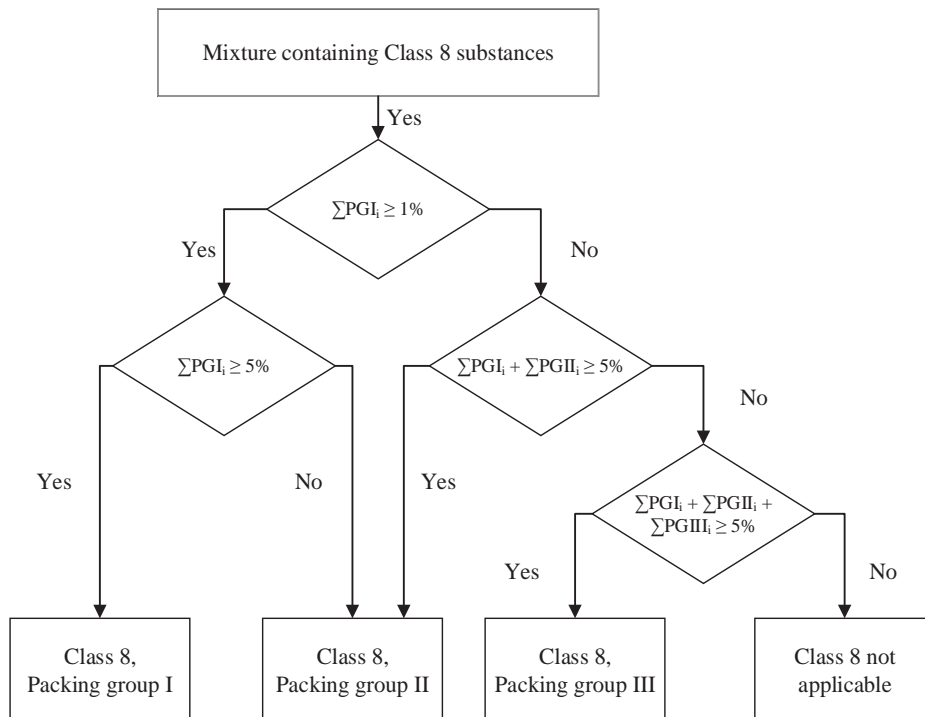 Mixture containing Class 8 substances
Yes
∑PGIᵢ ≥ 1%
Yes
No
∑PGIᵢ ≥ 5%
∑PGIᵢ + ∑PGIIᵢ ≥ 5%
No
Yes
No
Yes
∑PGIᵢ + ∑PGIIᵢ +
∑PGIIIᵢ ≥ 5%
Yes
No
Class 8,
Packing group I
Class 8,
Packing group II
Class 8,
Packing group III
Class 8 not
applicable